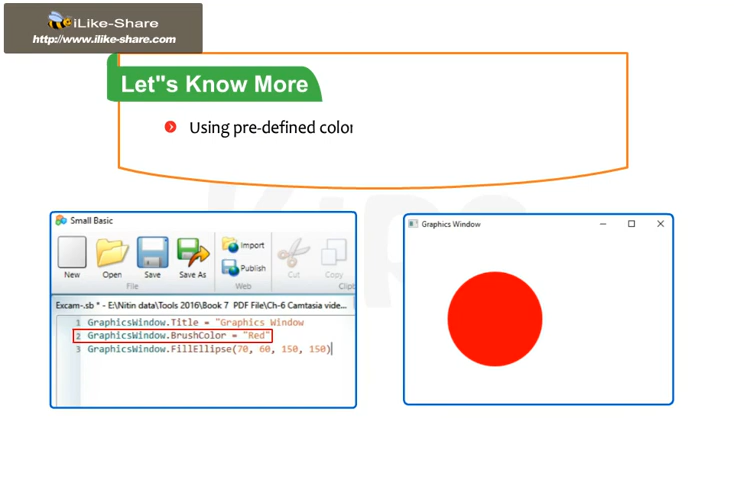 iLike-Share
http://www.ilike-share.com
Let"s Know More
Using pre-defined color
Small Basic
New
Open
Save
Save As
Import
Publish
Cut
Copy
File
Web
Excam-.sb * - E:\Nitin data\Tools 2016\Book 7 PDF File\Ch-6 Camtasia vide...
1 GraphicsWindow.Title = "Graphics Window
2 GraphicsWindow.BrushColor = "Red"
3 GraphicsWindow.FillEllipse(70, 60, 150, 150)
Graphics Window